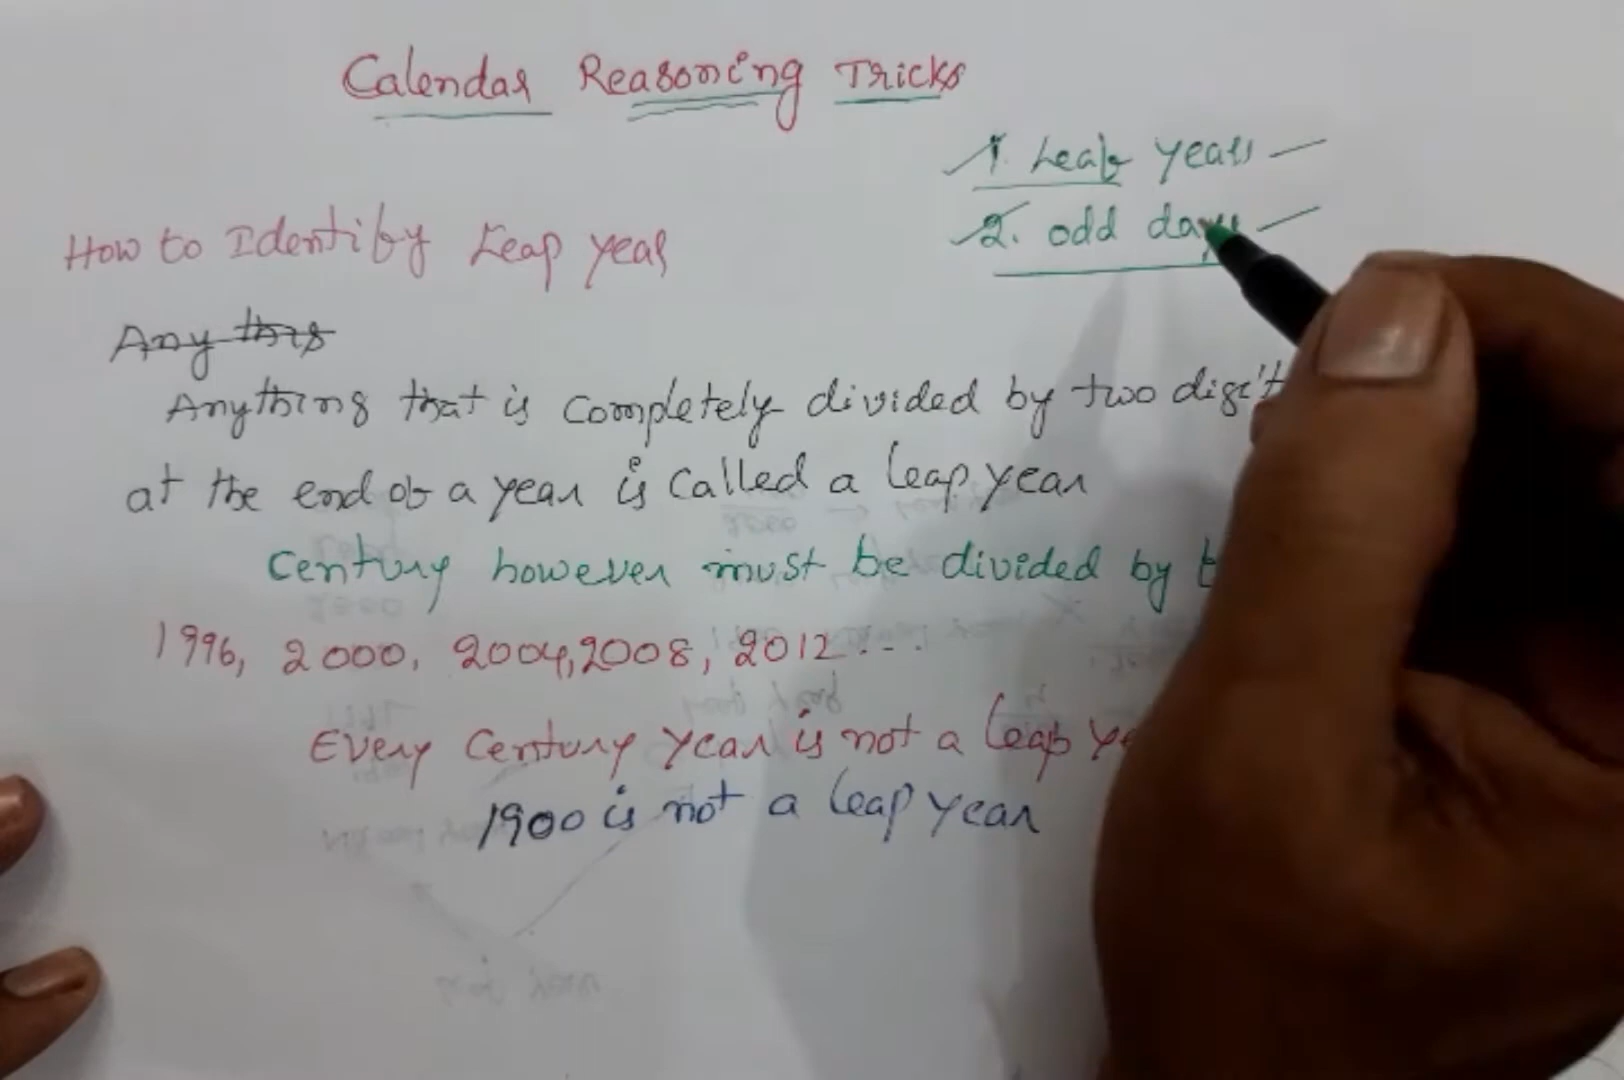 Calendar Reasoning Tricks
1. Leap years
2. odd days
How to Identify Leap year
Any
Anything that is completely divided by two digit
at the end of a year is called a leap year
Century however must be divided by
1996, 2000, 2004, 2008, 2012 ...
Every Century year is not a leap
1900 is not a leap year